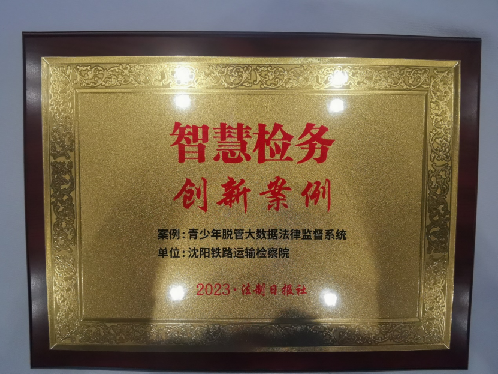 智慧检务
创新案例
案例:青少年脱管大数据法律监督系统
单位:沈阳铁路运输检察院
2023·法制日报社